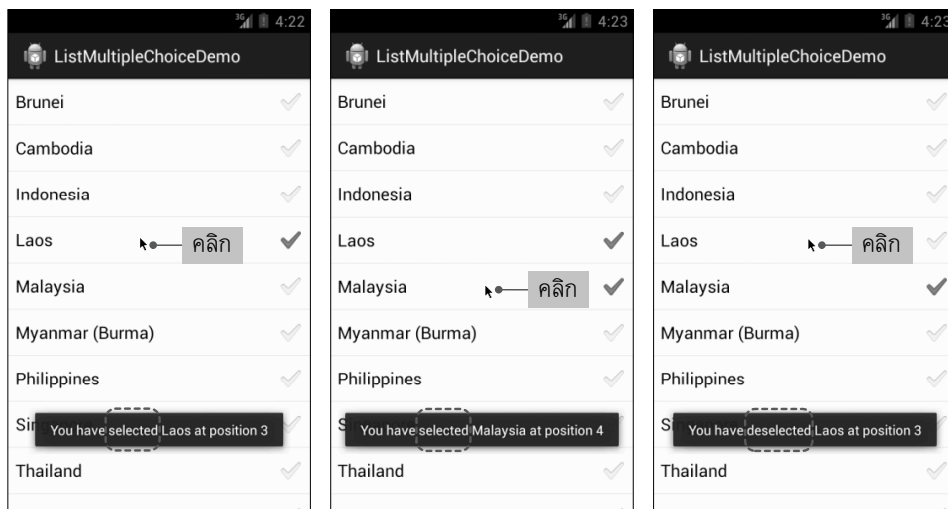 3G 4:22
ListMultipleChoiceDemo
Brunei
Cambodia
Indonesia
Laos
คลิก
Malaysia
Myanmar (Burma)
Philippines
You have selected Laos at position 3
Thailand
3G 4:23
ListMultipleChoiceDemo
Brunei
Cambodia
Indonesia
Laos
Malaysia
คลิก
Myanmar (Burma)
Philippines
You have selected Malaysia at position 4
Thailand
3G 4:23
ListMultipleChoiceDemo
Brunei
Cambodia
Indonesia
Laos
คลิก
Malaysia
Myanmar (Burma)
Philippines
You have deselected Laos at position 3
Thailand